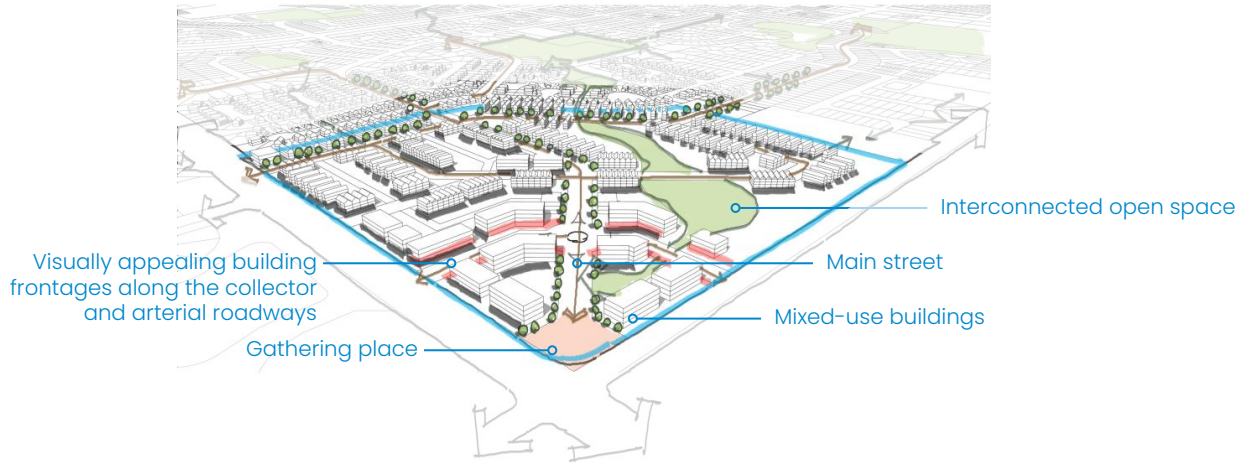 Interconnected open space
Visually appealing building
frontages along the collector
and arterial roadways
Main street
Mixed-use buildings
Gathering place